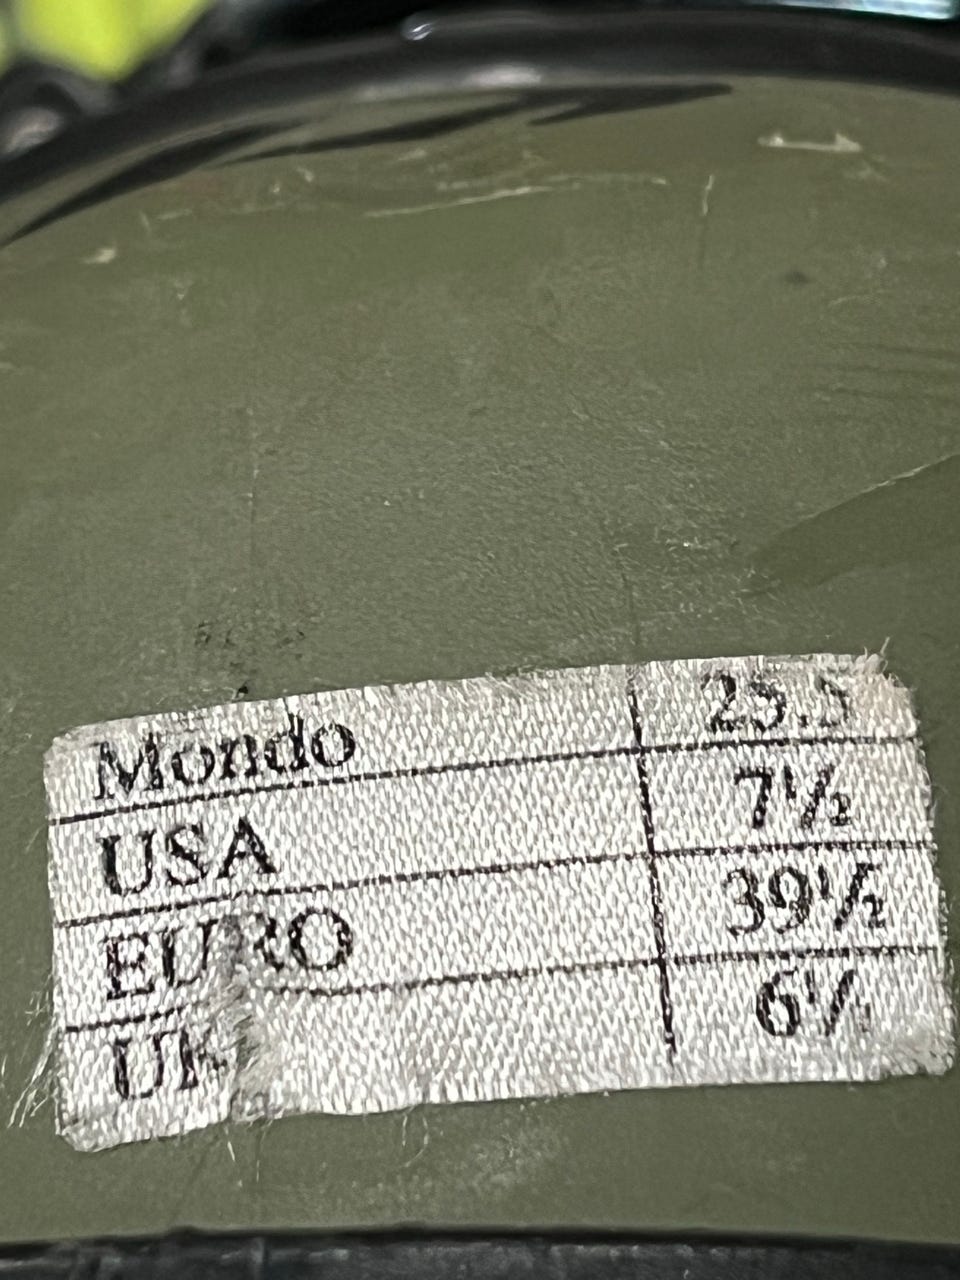 Mondo 25.5
USA 7½
EURO 39½
UK 6½